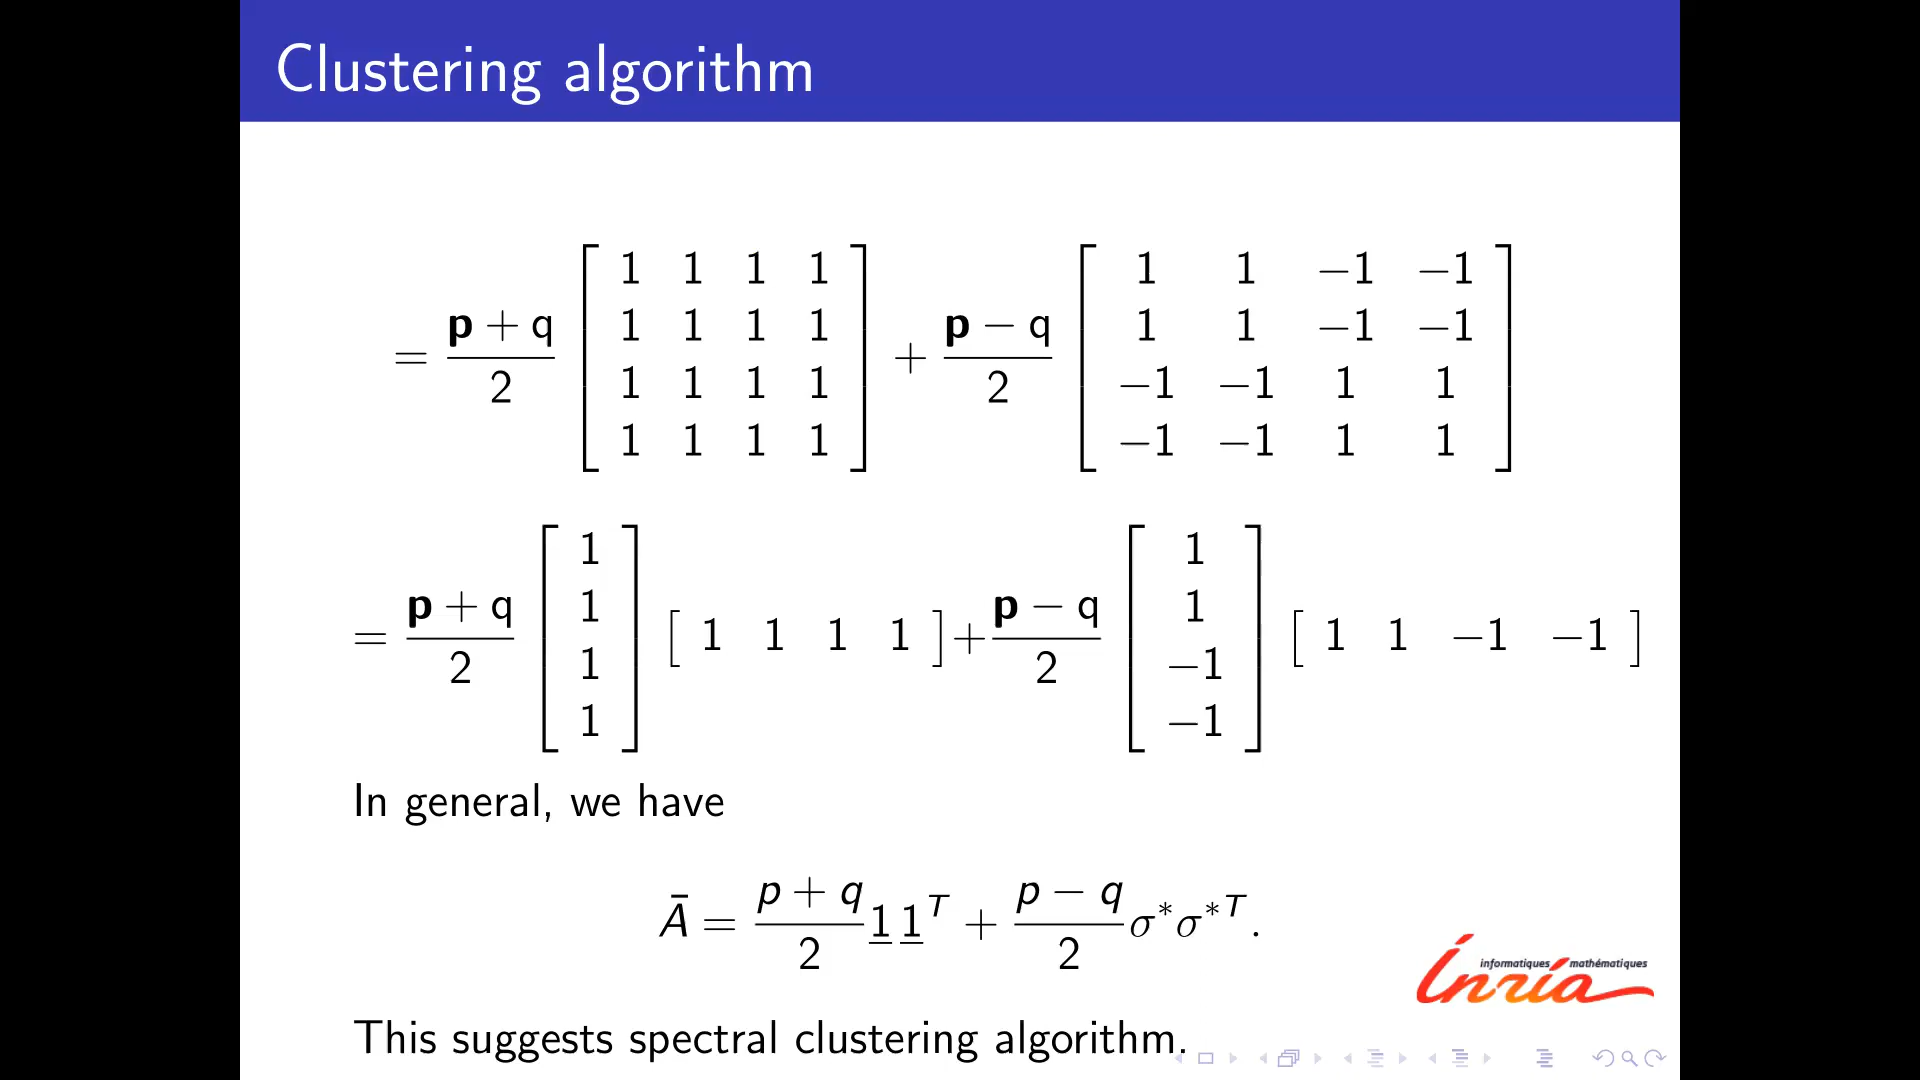 Clustering algorithm
= p + q / 2 [ 1 1 1 1 ; 1 1 1 1 ; 1 1 1 1 ; 1 1 1 1 ] + p − q / 2 [ 1 1 −1 −1 ; 1 1 −1 −1 ; −1 −1 1 1 ; −1 −1 1 1 ]
= p + q / 2 [ 1 ; 1 ; 1 ; 1 ] [ 1 1 1 1 ] + p − q / 2 [ 1 ; 1 ; −1 ; −1 ] [ 1 1 −1 −1 ]
In general, we have
Ā = p + q / 2 1 1^T + p − q / 2 σ* σ*^T.
informatiques mathématiques
Inria
This suggests spectral clustering algorithm.